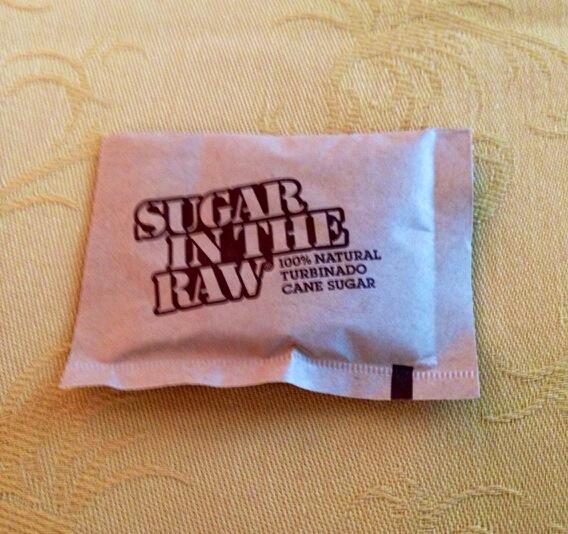 SUGAR
IN THE
RAW®
100% NATURAL
TURBINADO
CANE SUGAR